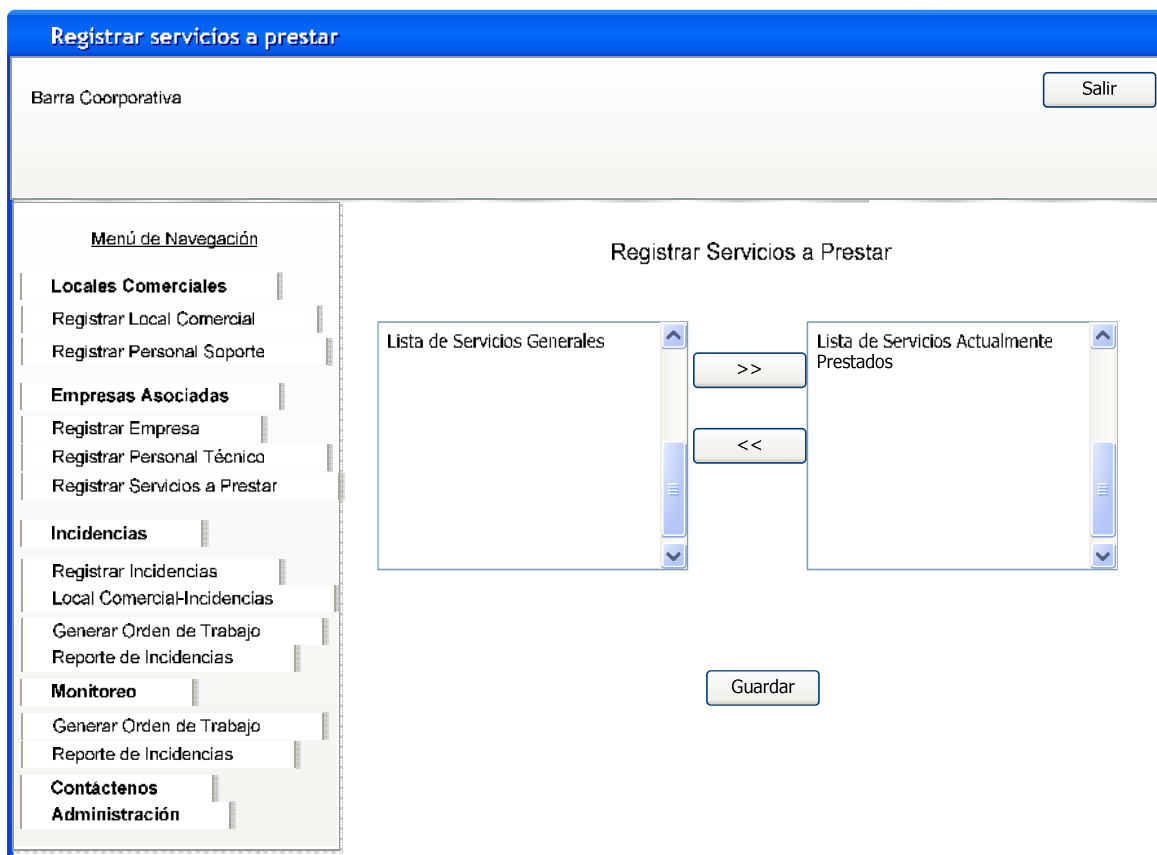 Registrar servicios a prestar
Barra Coorporativa
Salir
Menú de Navegación
Locales Comerciales
Registrar Local Comercial
Registrar Personal Soporte
Empresas Asociadas
Registrar Empresa
Registrar Personal Técnico
Registrar Servicios a Prestar
Incidencias
Registrar Incidencias
Local Comercial-Incidencias
Generar Orden de Trabajo
Reporte de Incidencias
Monitoreo
Generar Orden de Trabajo
Reporte de Incidencias
Contáctenos
Administración
Registrar Servicios a Prestar
Lista de Servicios Generales
>>
<<
Lista de Servicios Actualmente
Prestados
Guardar